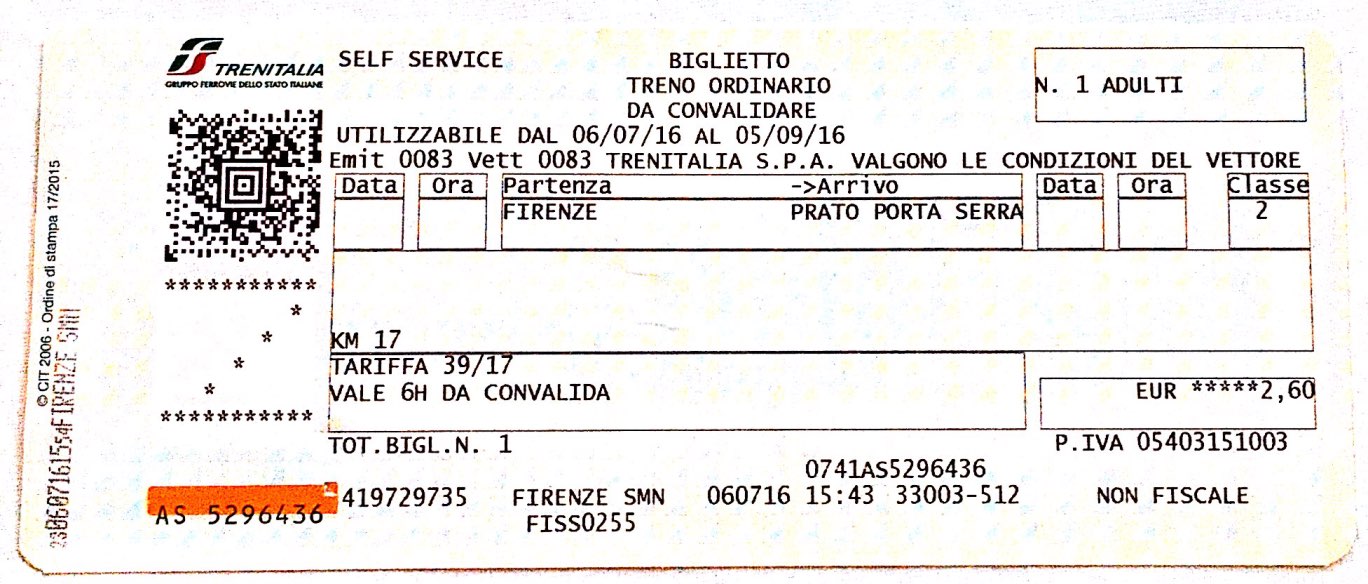 TRENITALIA
GRUPPO FERROVIE DELLO STATO ITALIANE
SELF SERVICE
BIGLIETTO
TRENO ORDINARIO
DA CONVALIDARE
N. 1 ADULTI
UTILIZZABILE DAL 06/07/16 AL 05/09/16
Emit 0083 Vett 0083 TRENITALIA S.P.A. VALGONO LE CONDIZIONI DEL VETTORE
Data Ora Partenza ->Arrivo Data Ora Classe
FIRENZE PRATO PORTA SERRA 2
***********
*
*
*
*
***********
KM 17
TARIFFA 39/17
VALE 6H DA CONVALIDA
EUR *****2,60
TOT.BIGL.N. 1
P.IVA 05403151003
0741AS5296436
419729735 FIRENZE SMN 060716 15:43 33003-512 NON FISCALE
FISS0255
AS 5296436
© CIT 2006 - Ordine di stampa 17/2015
FIRENZE SMN